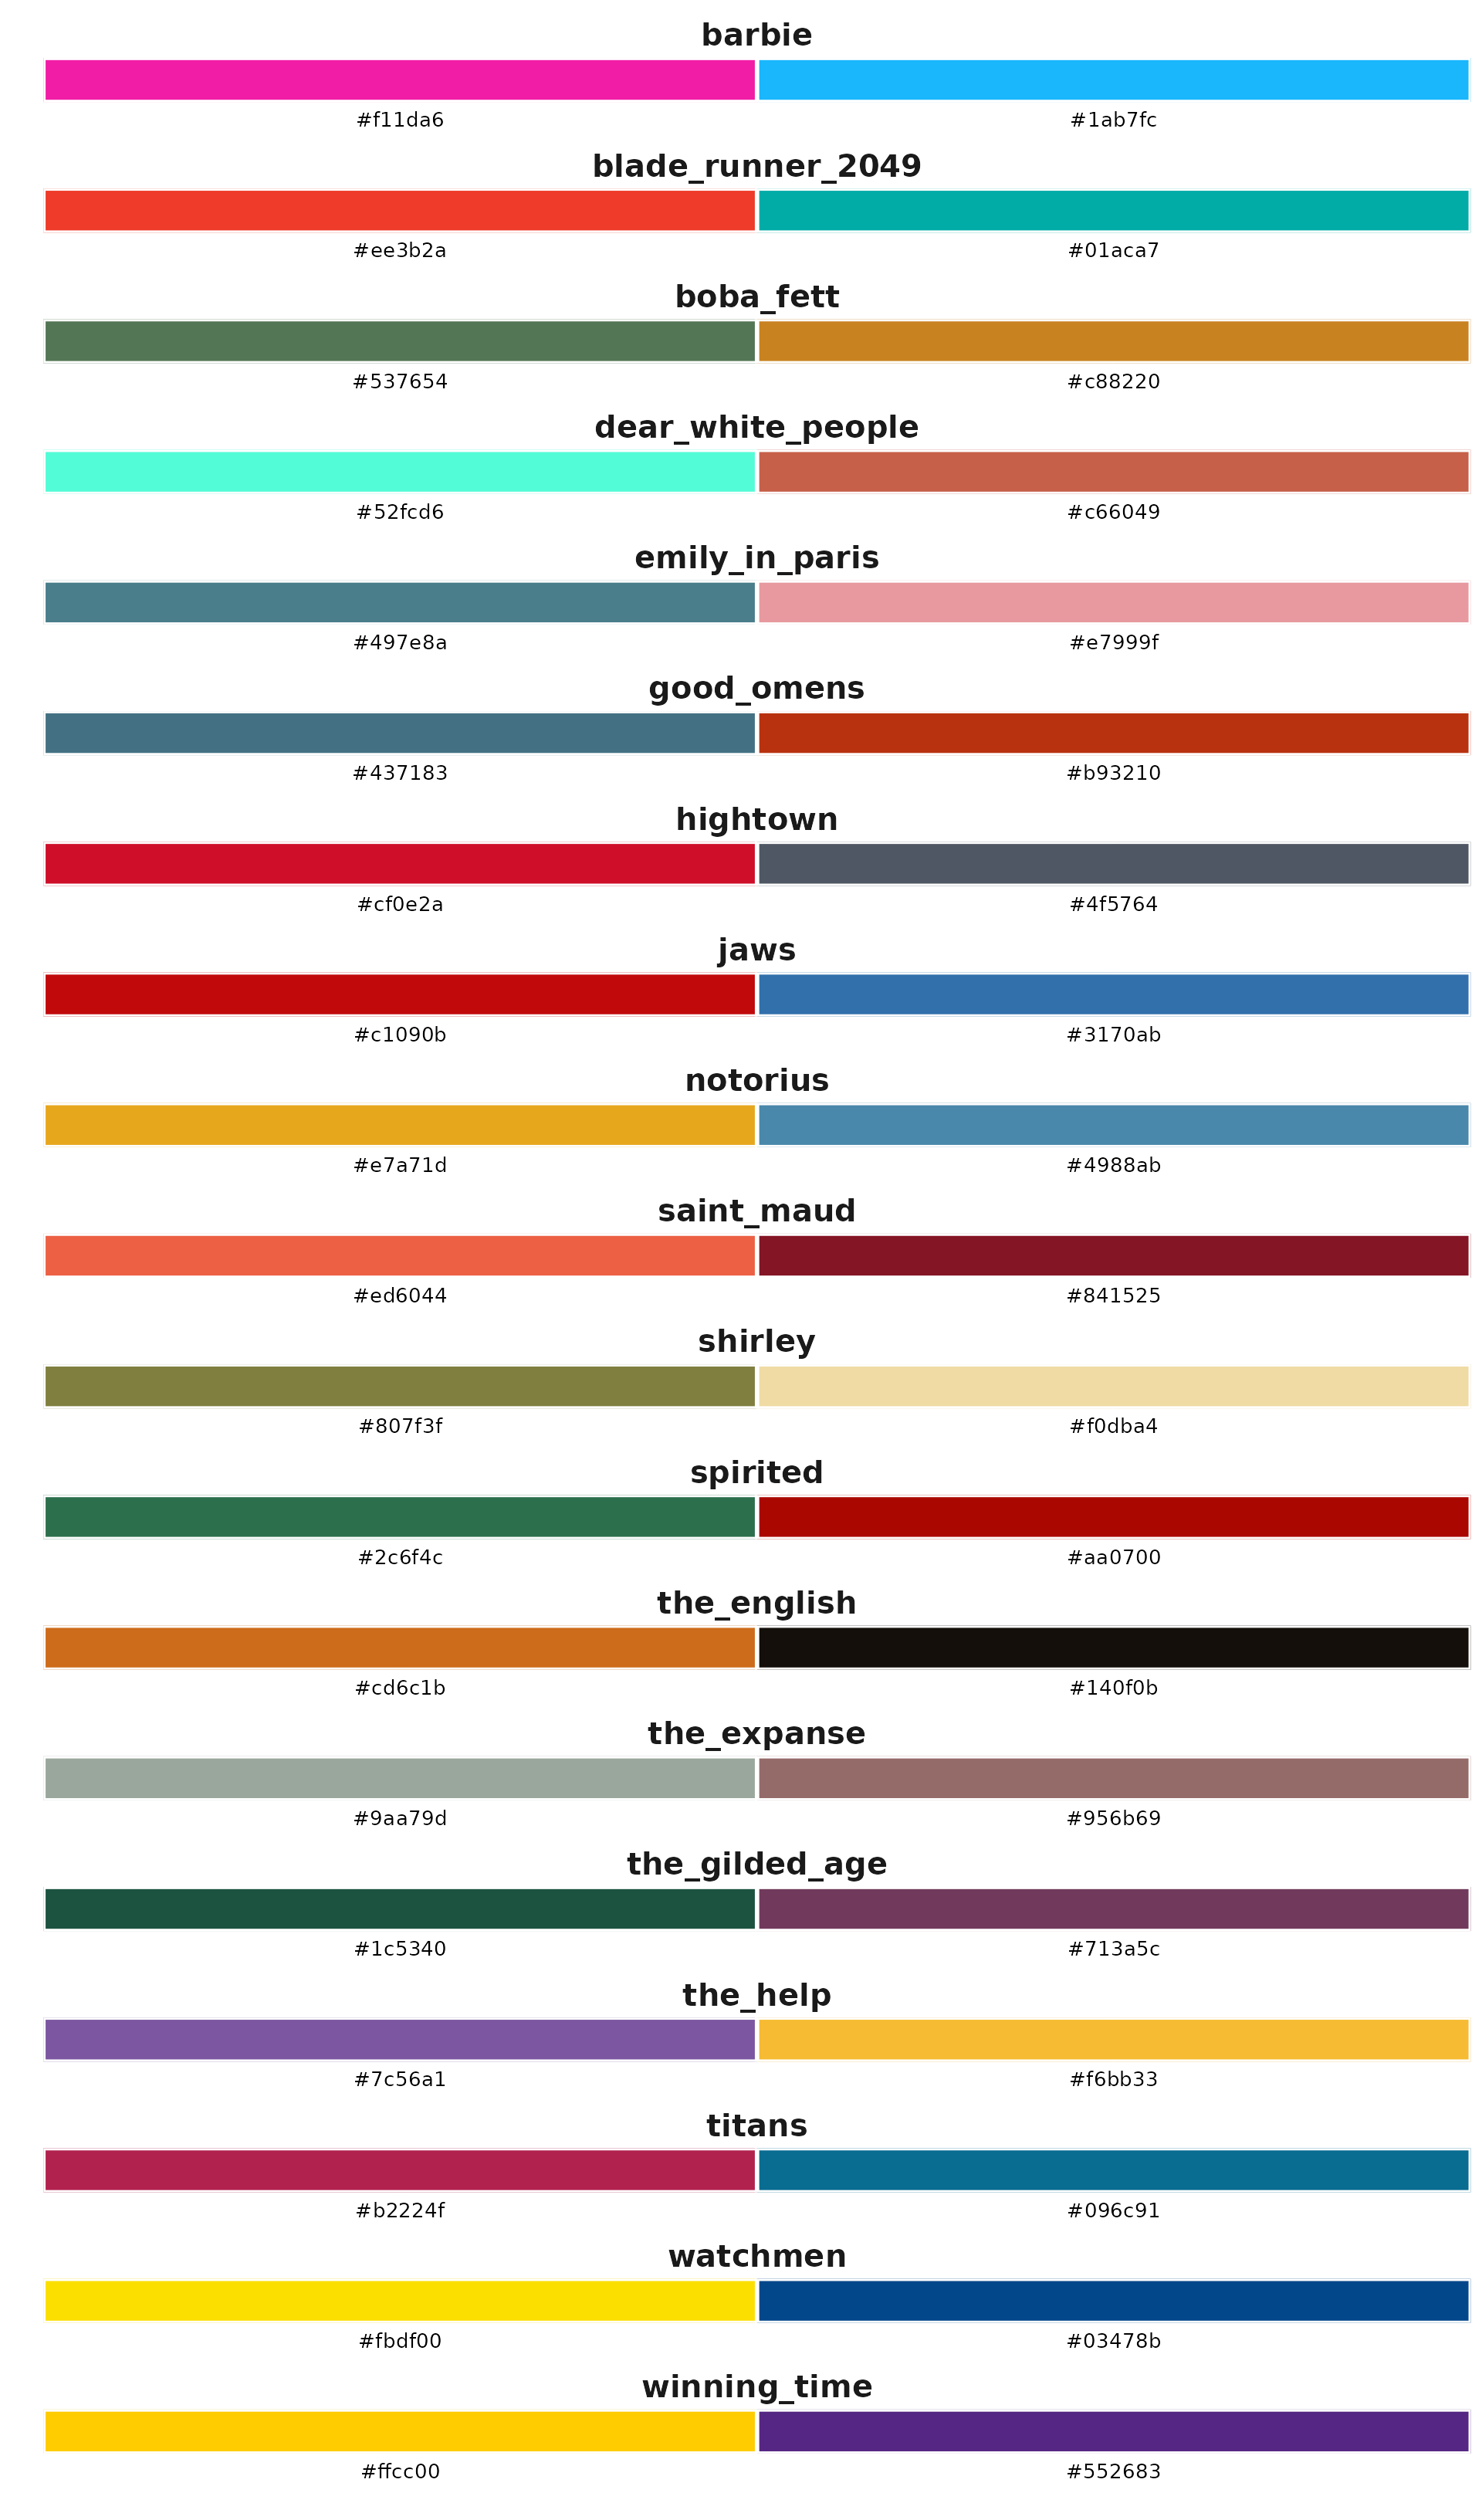 barbie
#f11da6 #1ab7fc
blade_runner_2049
#ee3b2a #01aca7
boba_fett
#537654 #c88220
dear_white_people
#52fcd6 #c66049
emily_in_paris
#497e8a #e7999f
good_omens
#437183 #b93210
hightown
#cf0e2a #4f5764
jaws
#c1090b #3170ab
notorius
#e7a71d #4988ab
saint_maud
#ed6044 #841525
shirley
#807f3f #f0dba4
spirited
#2c6f4c #aa0700
the_english
#cd6c1b #140f0b
the_expanse
#9aa79d #956b69
the_gilded_age
#1c5340 #713a5c
the_help
#7c56a1 #f6bb33
titans
#b2224f #096c91
watchmen
#fbdf00 #03478b
winning_time
#ffcc00 #552683